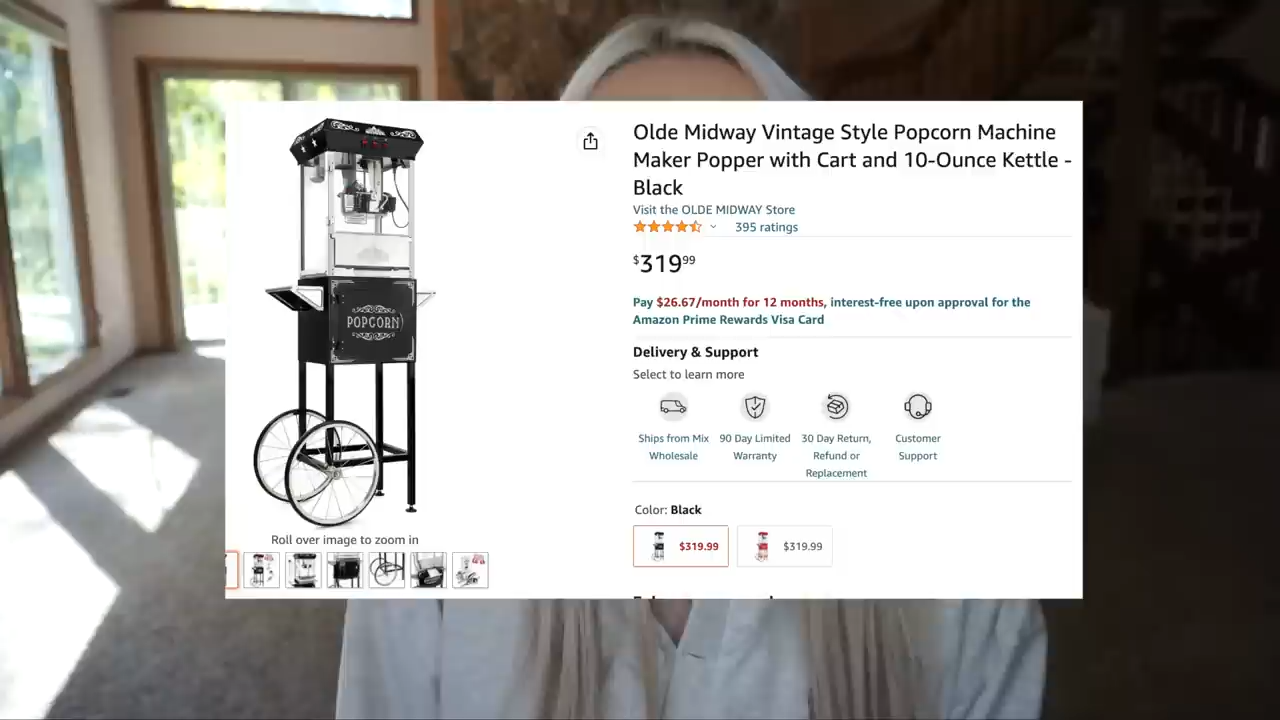 Olde Midway Vintage Style Popcorn Machine
Maker Popper with Cart and 10-Ounce Kettle -
Black
Visit the OLDE MIDWAY Store
395 ratings
$319.99
Pay $26.67/month for 12 months, interest-free upon approval for the
Amazon Prime Rewards Visa Card
Delivery & Support
Select to learn more
Ships from Mix
Wholesale
90 Day Limited
Warranty
30 Day Return,
Refund or
Replacement
Customer
Support
Color: Black
$319.99
$319.99
POPCORN
Roll over image to zoom in